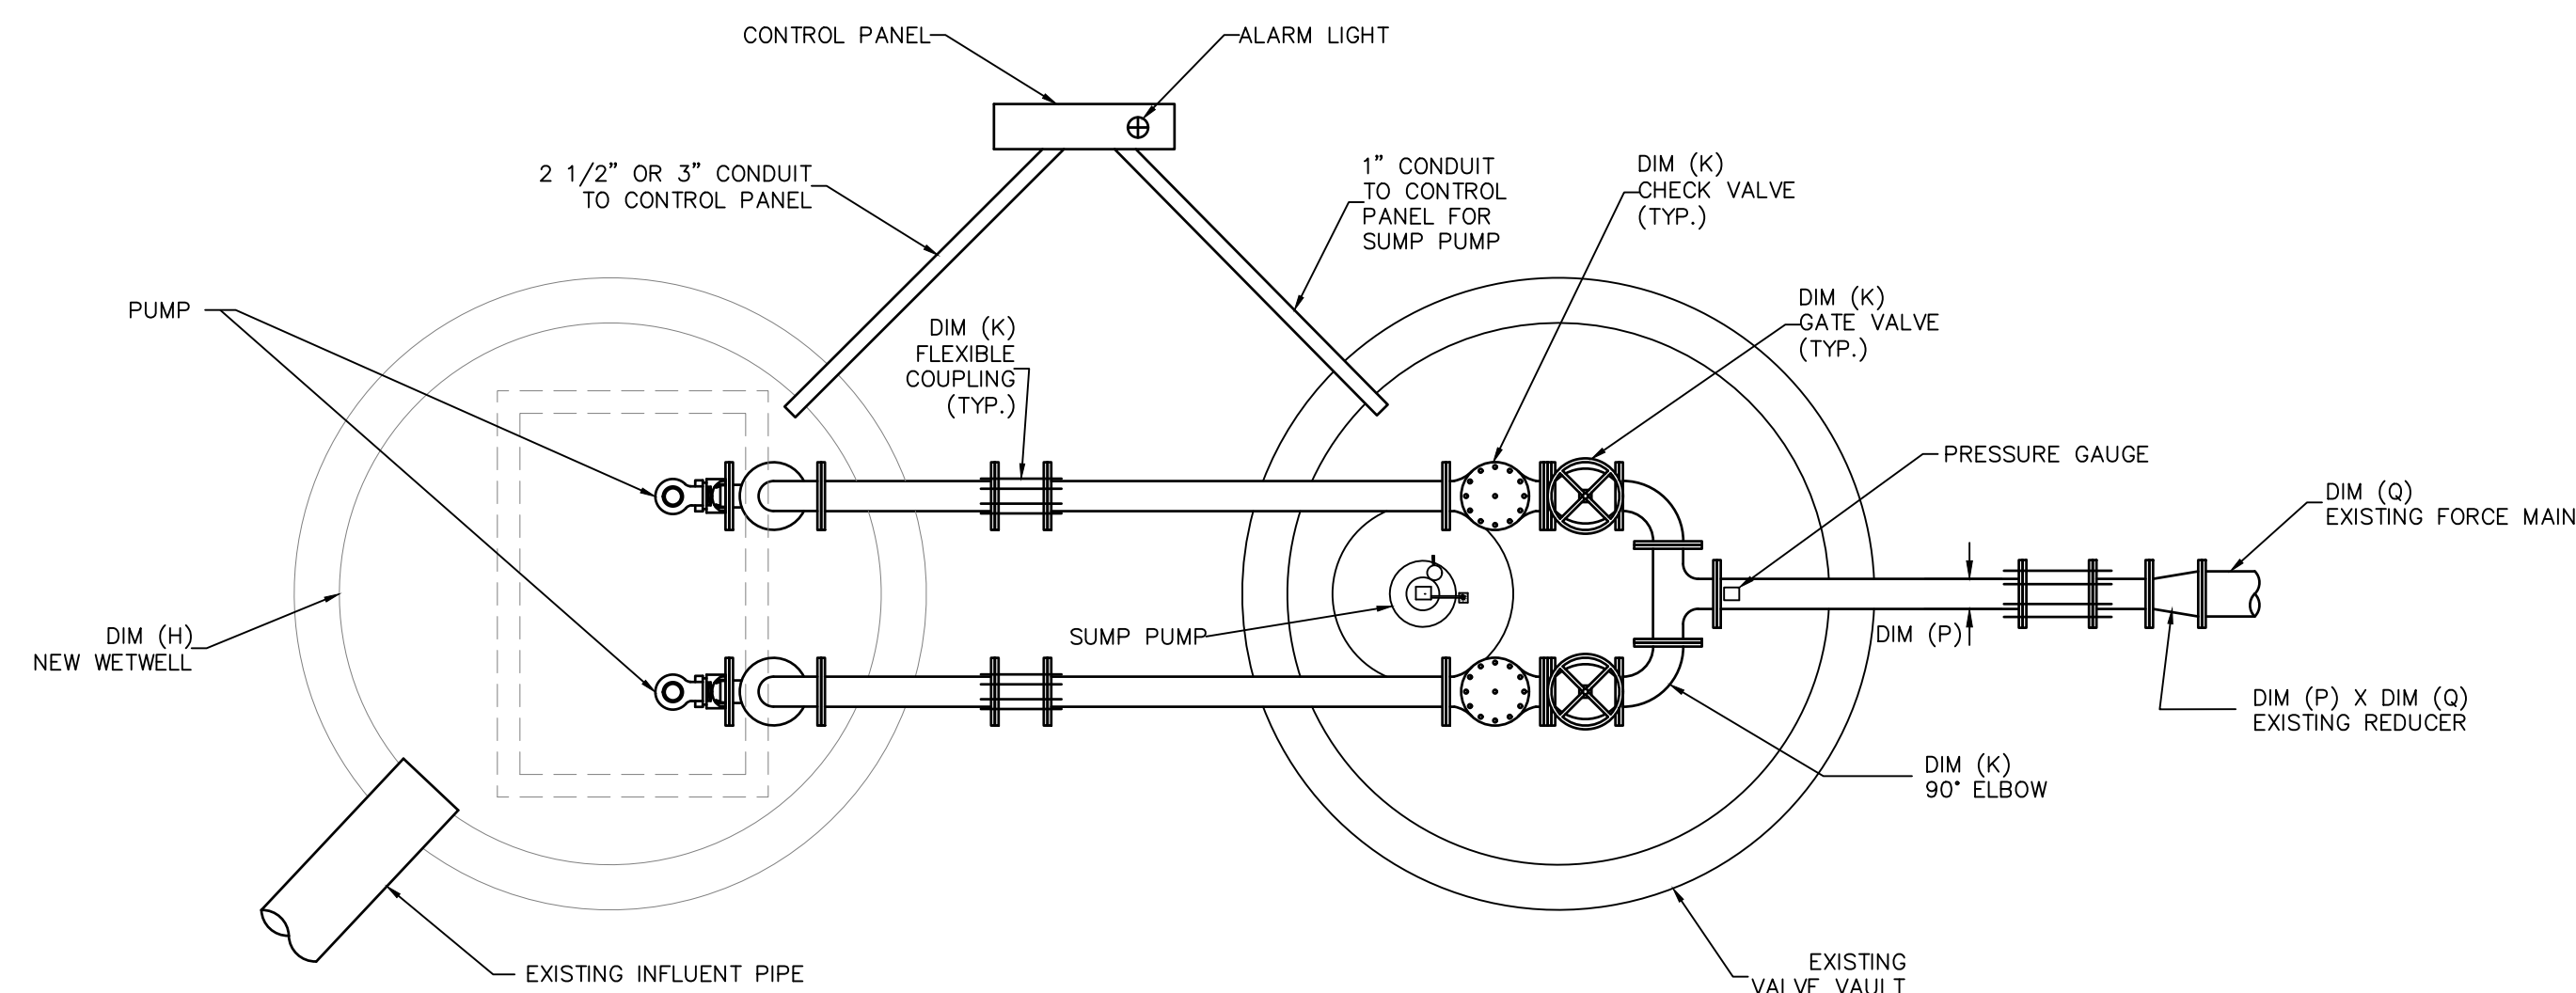 CONTROL PANEL
ALARM LIGHT
2 1/2" OR 3" CONDUIT
TO CONTROL PANEL
1" CONDUIT
TO CONTROL
PANEL FOR
SUMP PUMP
DIM (K)
CHECK VALVE
(TYP.)
DIM (K)
GATE VALVE
(TYP.)
PUMP
DIM (K)
FLEXIBLE
COUPLING
(TYP.)
PRESSURE GAUGE
DIM (Q)
EXISTING FORCE MAIN
DIM (H)
NEW WETWELL
SUMP PUMP
DIM (P)
DIM (P) X DIM (Q)
EXISTING REDUCER
DIM (K)
90° ELBOW
EXISTING INFLUENT PIPE
EXISTING
VALVE VAULT